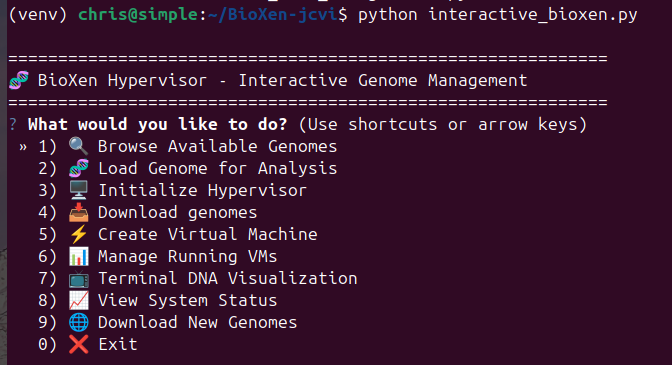 (venv) chris@simple:~/BioXen-jcvi$ python interactive_bioxen.py
============================================================
🧬 BioXen Hypervisor - Interactive Genome Management
============================================================
? What would you like to do? (Use shortcuts or arrow keys)
» 1) 🔍 Browse Available Genomes
2) 🧬 Load Genome for Analysis
3) 🖥️ Initialize Hypervisor
4) 📥 Download genomes
5) ⚡ Create Virtual Machine
6) 📊 Manage Running VMs
7) 📺 Terminal DNA Visualization
8) 📈 View System Status
9) 🌐 Download New Genomes
0) ❌ Exit